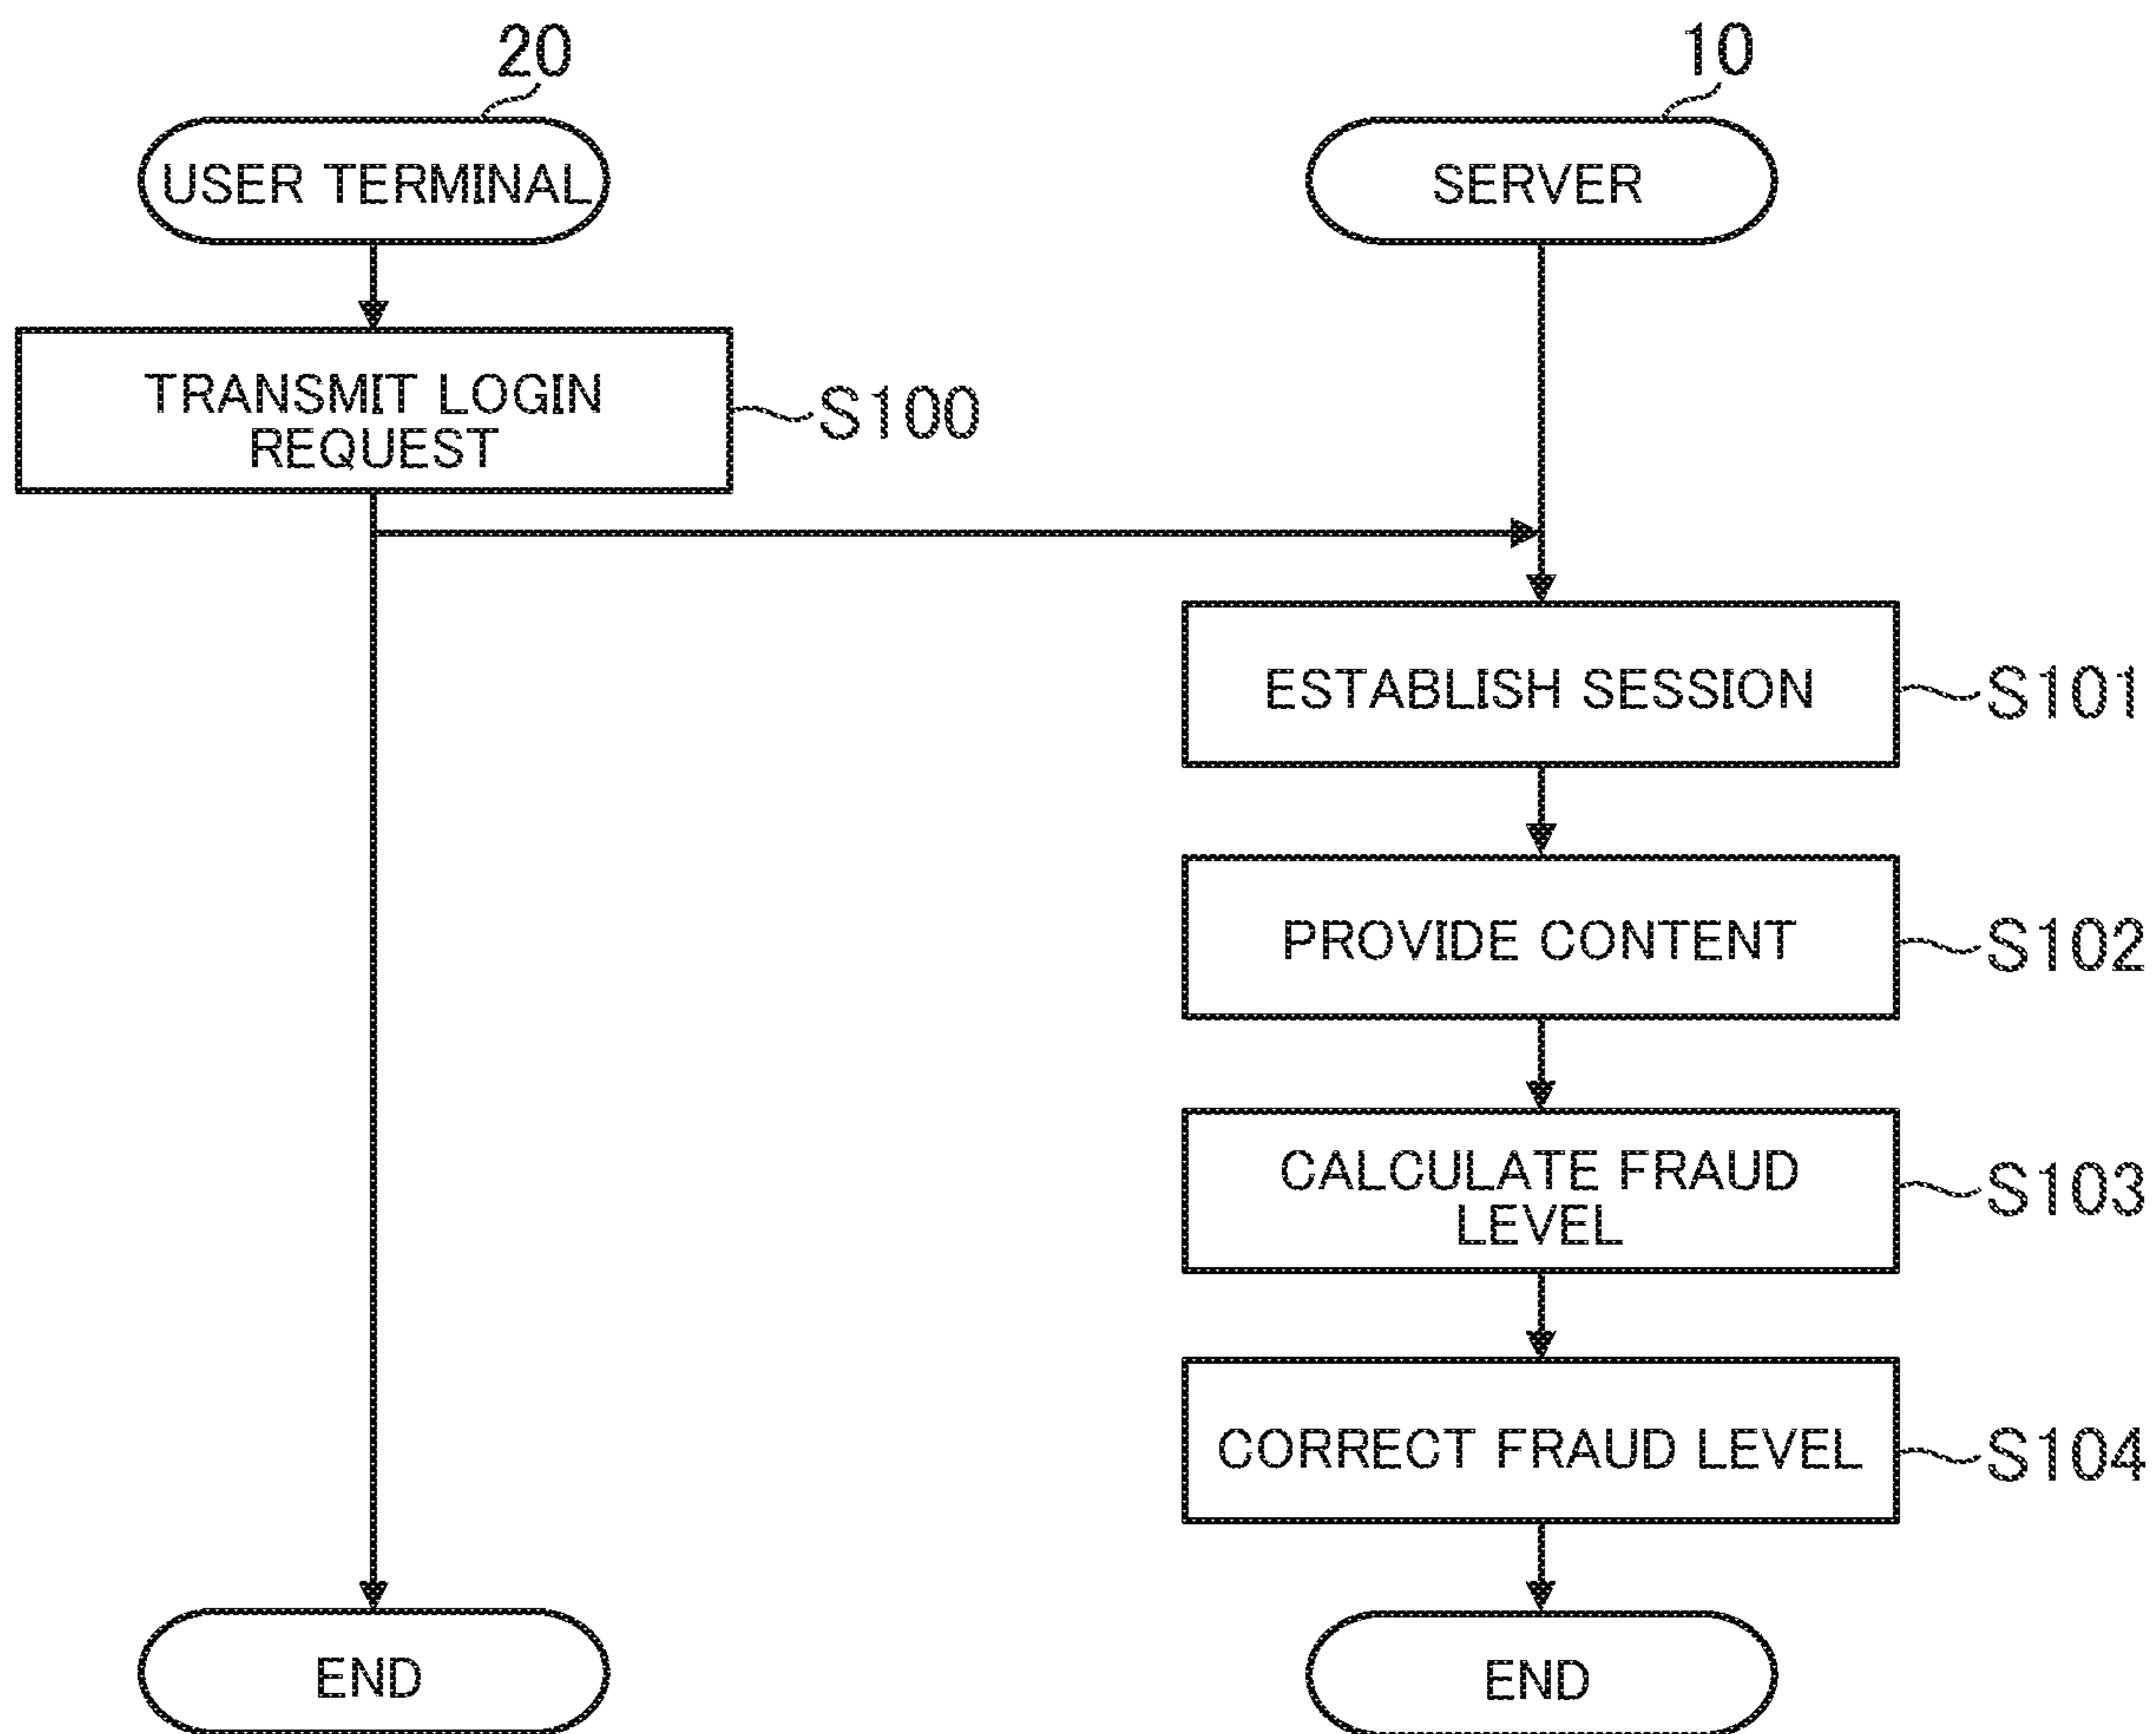 20
10
USER TERMINAL
SERVER
TRANSMIT LOGIN
REQUEST
S100
ESTABLISH SESSION
S101
PROVIDE CONTENT
S102
CALCULATE FRAUD
LEVEL
S103
CORRECT FRAUD LEVEL
S104
END
END